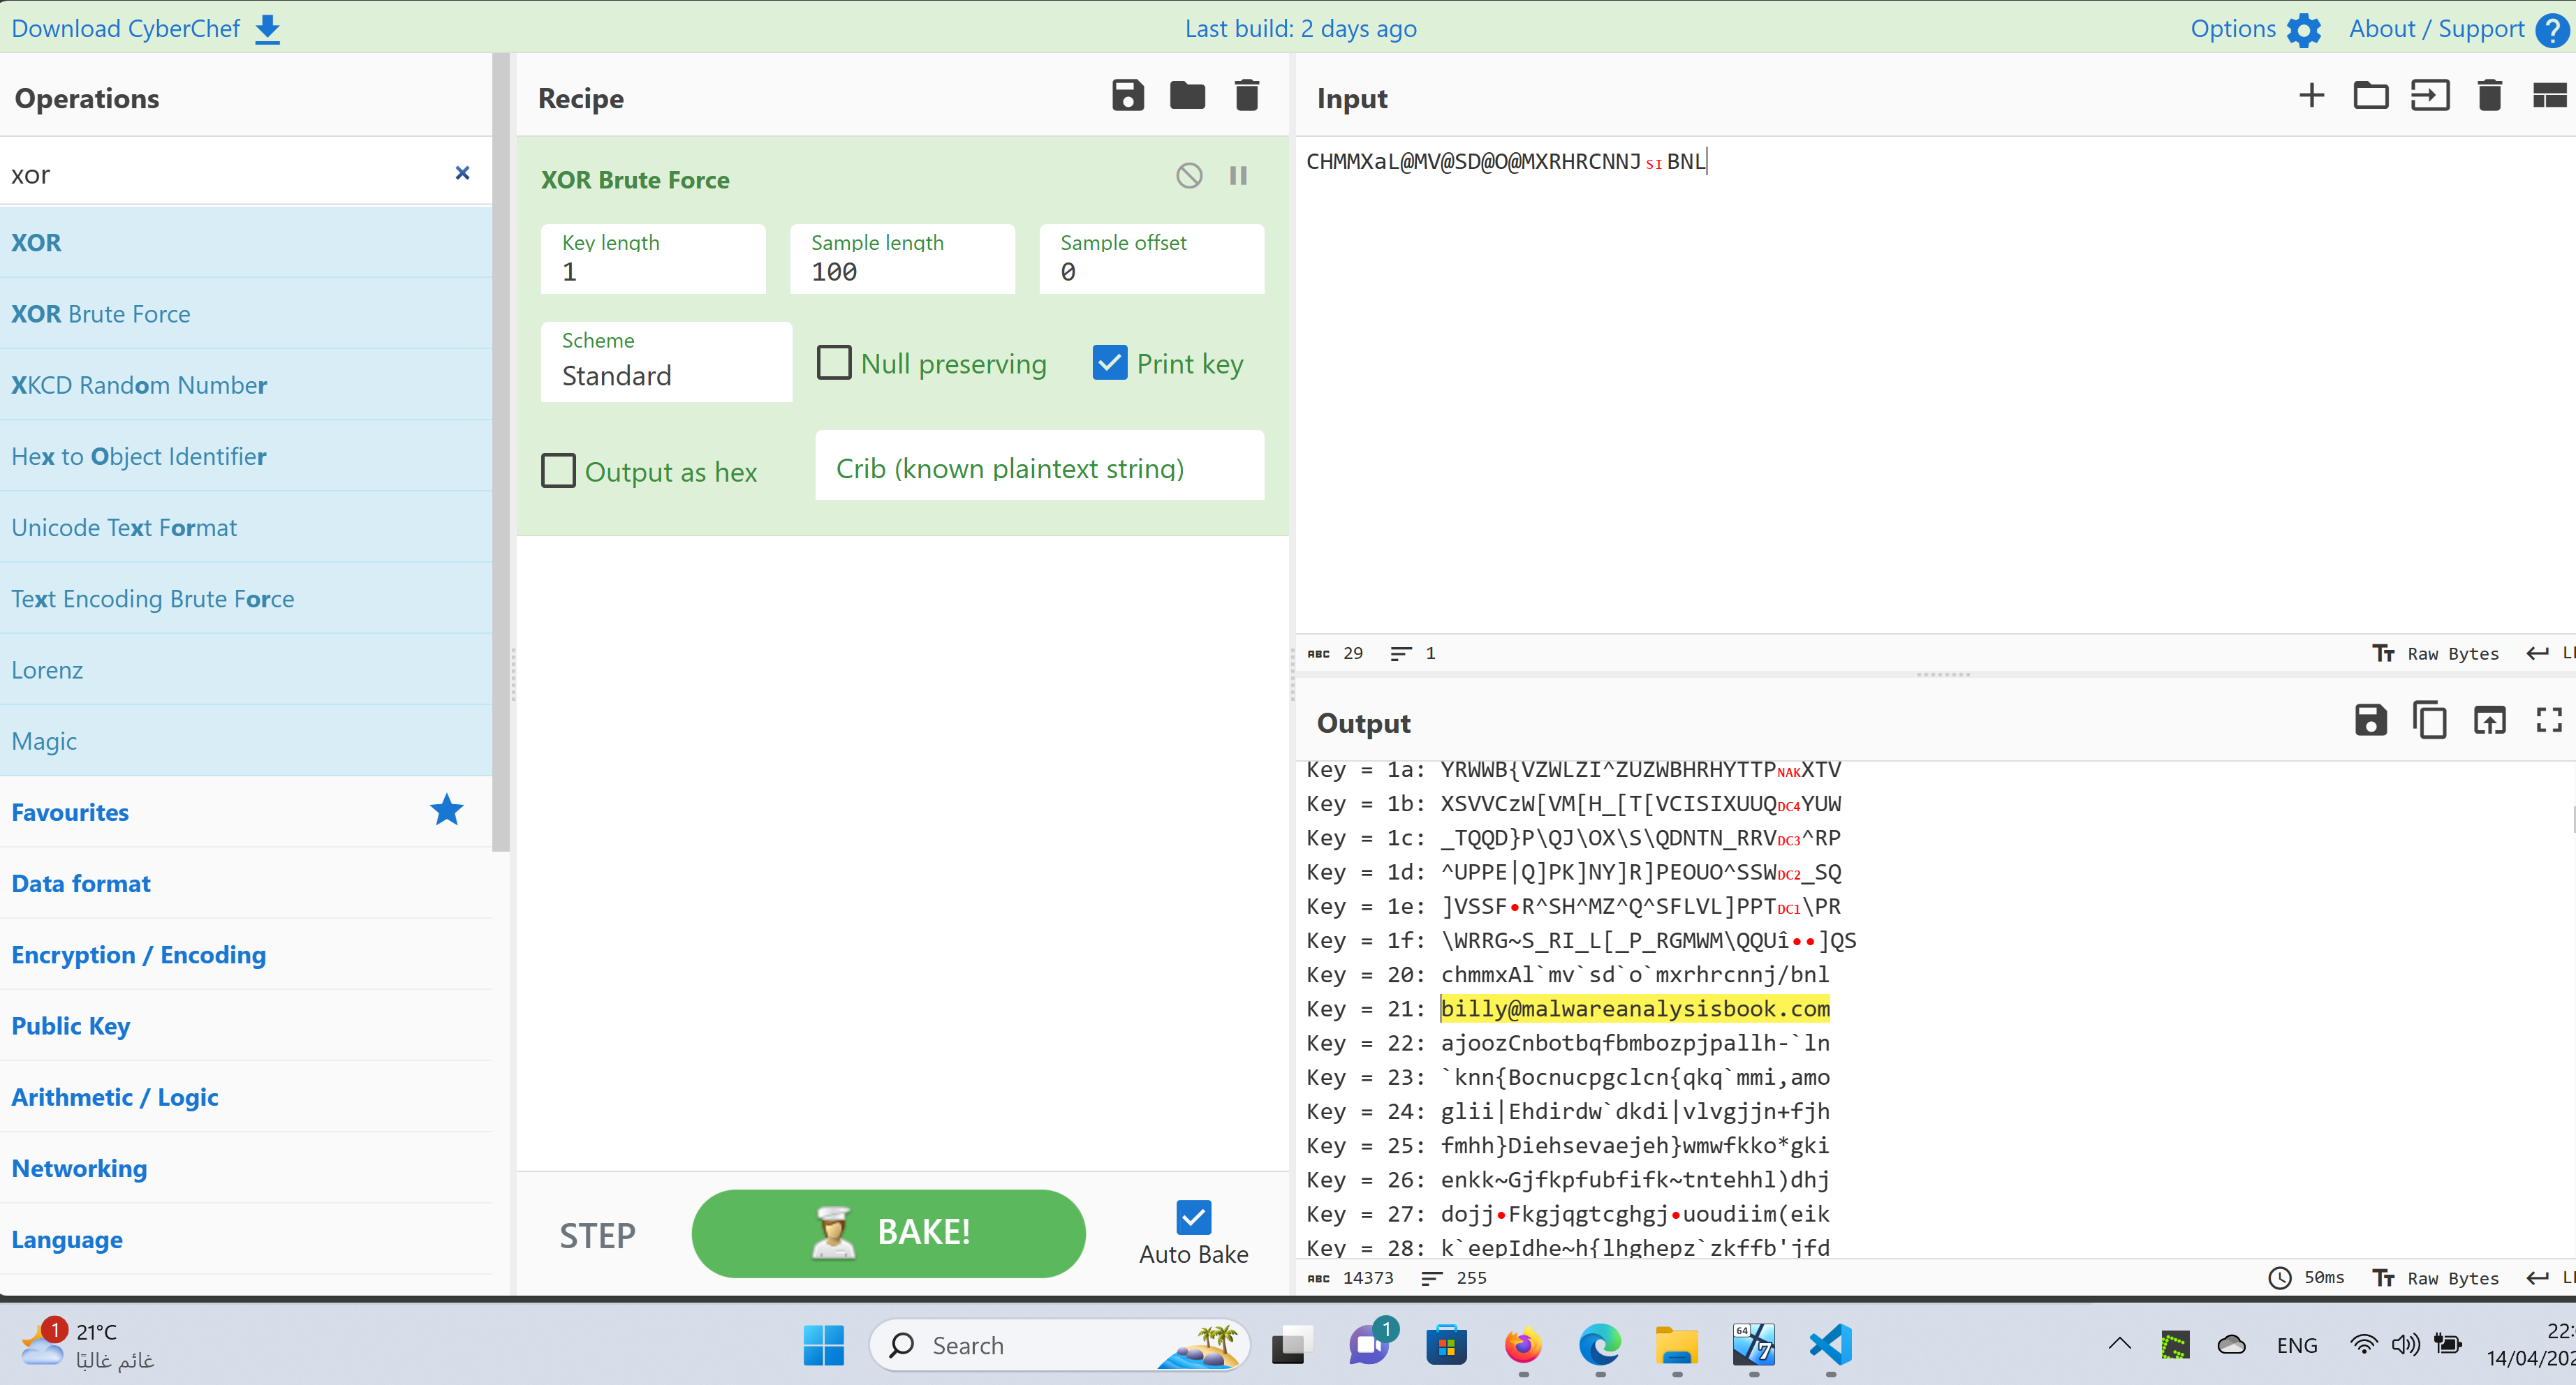 Download CyberChef
Last build: 2 days ago
Options
About / Support
Operations
xor
XOR
XOR Brute Force
XKCD Random Number
Hex to Object Identifier
Unicode Text Format
Text Encoding Brute Force
Lorenz
Magic
Favourites
Data format
Encryption / Encoding
Public Key
Arithmetic / Logic
Networking
Language
Recipe
XOR Brute Force
Key length
1
Sample length
100
Sample offset
0
Scheme
Standard
Null preserving
Print key
Output as hex
Crib (known plaintext string)
STEP
BAKE!
Auto Bake
Input
CHMMXaL@MV@SD@O@MXRHRCNNJSIBNL
ABC 29
1
Raw Bytes
Output
Key = 1a: YRWWB{VZWLZI^ZUZWBHRHYTTPNAKXTV
Key = 1b: XSVVCzW[VM[H_[T[VCISIXUUQDC4YUW
Key = 1c: _TQQD}P\QJ\OX\S\QDNTN_RRVDC3^RP
Key = 1d: ^UPPE|Q]PK]NY]R]PEOUO^SSWDC2_SQ
Key = 1e: ]VSSF•R^SH^MZ^Q^SFLVL]PPTDC1\PR
Key = 1f: \WRRG~S_RI_L[_P_RGMWM\QQUî••]QS
Key = 20: chmmxAl`mv`sd`o`mxrhrcnnj/bnl
Key = 21: billy@malwareanalysisbook.com
Key = 22: ajoozCnbotbqfbmbozpjpallh-`ln
Key = 23: `knn{Bocnucpgclcn{qkq`mmi,amo
Key = 24: glii|Ehdirdw`dkdi|vlvgjjn+fjh
Key = 25: fmhh}Diehsevaejeh}wmwfkko*gki
Key = 26: enkk~Gjfkpfubfifk~tntehhl)dhj
Key = 27: dojj•Fkgjqgtcghgj•uoudiim(eik
Key = 28: k`eepIdhe~h{lhghepz`zkffb'jfd
ABC 14373
255
50ms
Raw Bytes
1
21°C
غائم غالبًا
Search
1
64
7
ENG
22:
14/04/202